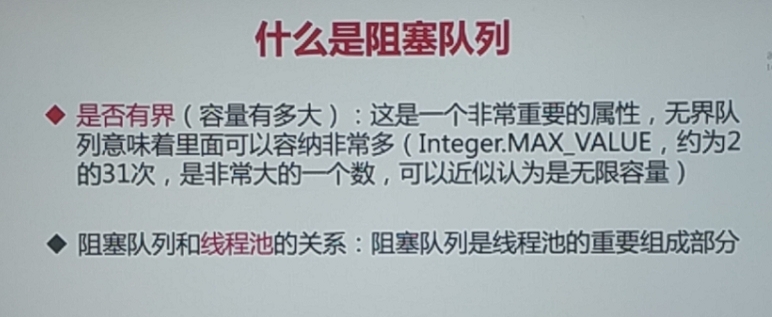 什么是阻塞队列
是否有界（容量有多大）：这是一个非常重要的属性，无界队
列意味着里面可以容纳非常多（Integer.MAX_VALUE，约为2
的31次，是非常大的一个数，可以近似认为是无限容量）
阻塞队列和线程池的关系：阻塞队列是线程池的重要组成部分